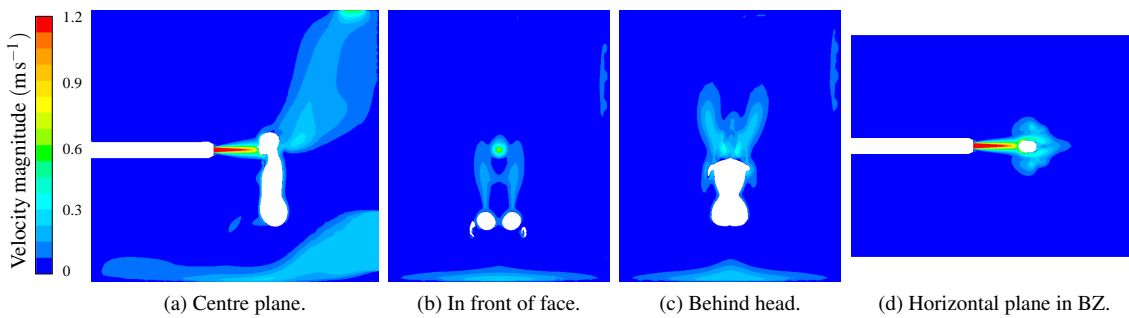 Velocity magnitude (m s⁻¹)
1.2
0.9
0.6
0.3
0
(a) Centre plane.
(b) In front of face.
(c) Behind head.
(d) Horizontal plane in BZ.